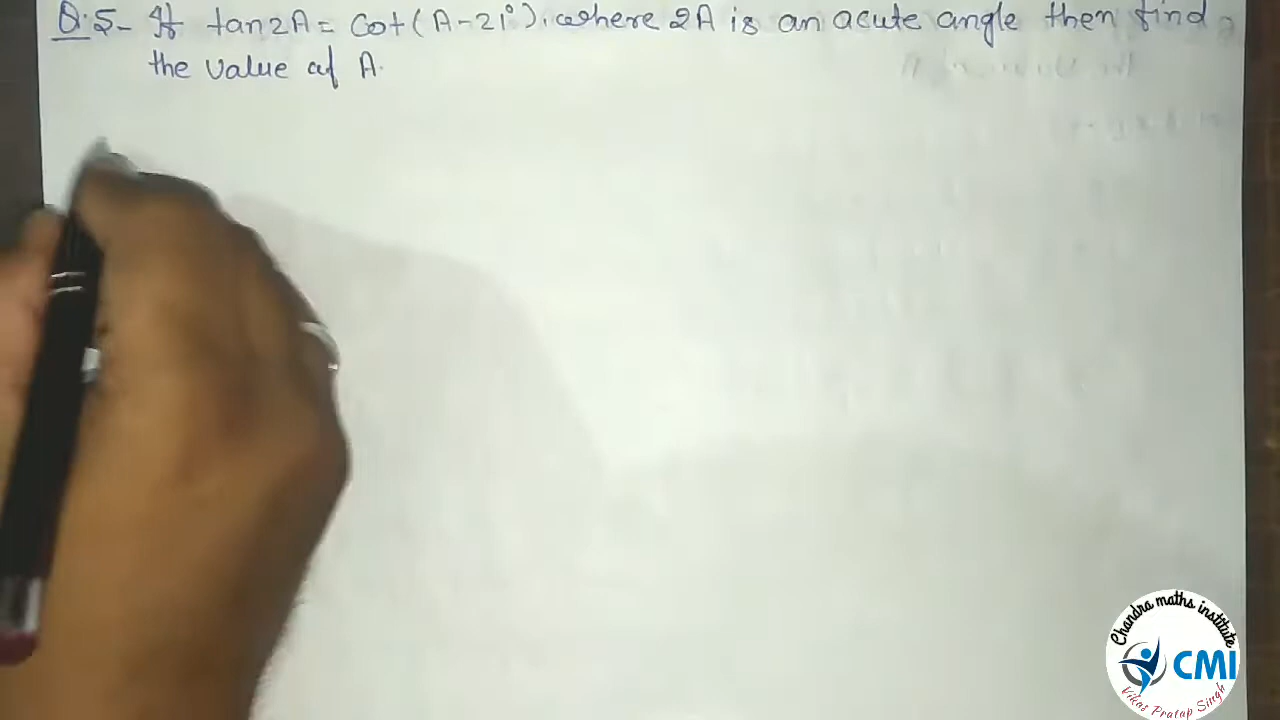 Q.5- If tan2A = Cot(A-21°). where 2A is an acute angle then find
the value of A.
Chandra maths institute
CMI
Vikas Pratap Singh